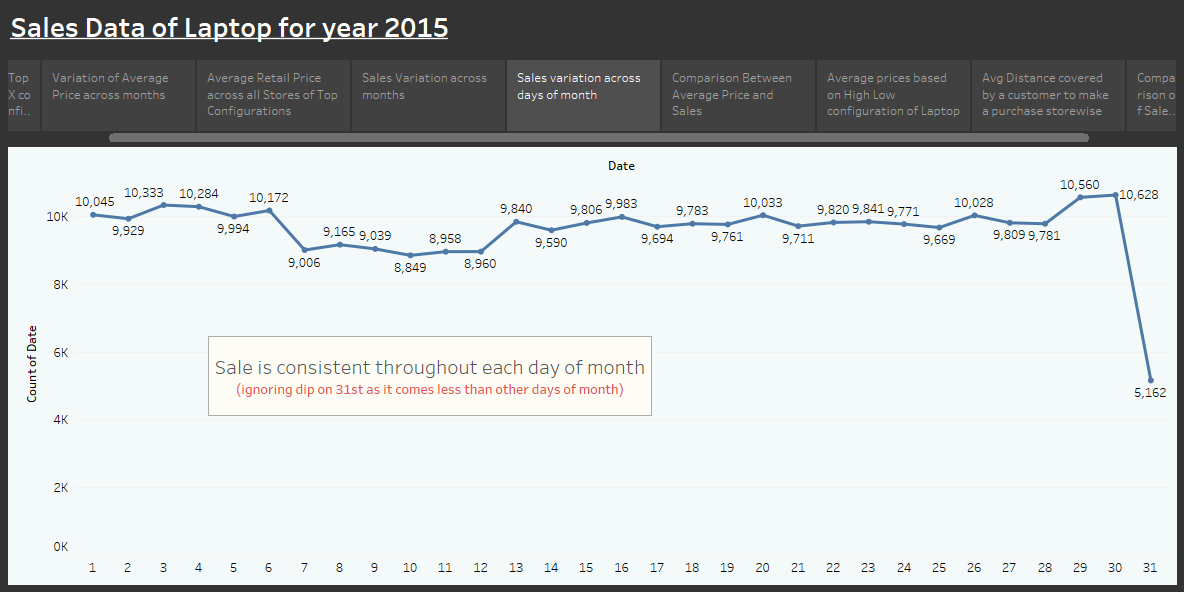 Sales Data of Laptop for year 2015
Top
X co
nfi..
Variation of Average
Price across months
Average Retail Price
across all Stores of Top
Configurations
Sales Variation across
months
Sales variation across
days of month
Comparison Between
Average Price and
Sales
Average prices based
on High Low
configuration of Laptop
Avg Distance covered
by a customer to make
a purchase storewise
Compa
rison o
f Sale..
Date
10,045
9,929
10,333
10,284
9,994
10,172
9,006
9,165
9,039
8,849
8,958
8,960
9,840
9,590
9,806
9,983
9,694
9,783
9,761
10,033
9,711
9,820
9,841
9,771
9,669
10,028
9,809
9,781
10,560
10,628
5,162
10K
8K
6K
4K
2K
0K
Count of Date
Sale is consistent throughout each day of month
(ignoring dip on 31st as it comes less than other days of month)
1 2 3 4 5 6 7 8 9 10 11 12 13 14 15 16 17 18 19 20 21 22 23 24 25 26 27 28 29 30 31